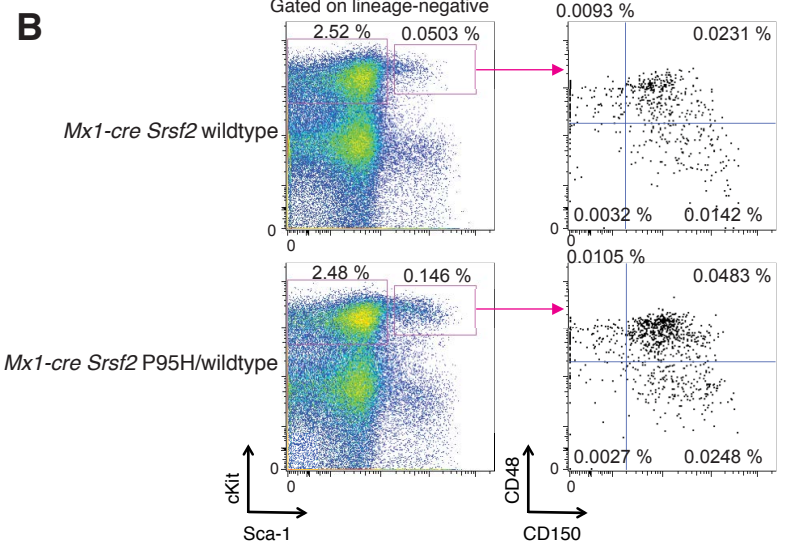 B
Gated on lineage-negative
2.52 %
0.0503 %
0.0093 %
0.0231 %
Mx1-cre Srsf2 wildtype
0.0032 %
0.0142 %
0
0
0
2.48 %
0.146 %
0.0105 %
0.0483 %
Mx1-cre Srsf2 P95H/wildtype
0.0027 %
0.0248 %
0
0
0
cKit
Sca-1
CD48
CD150